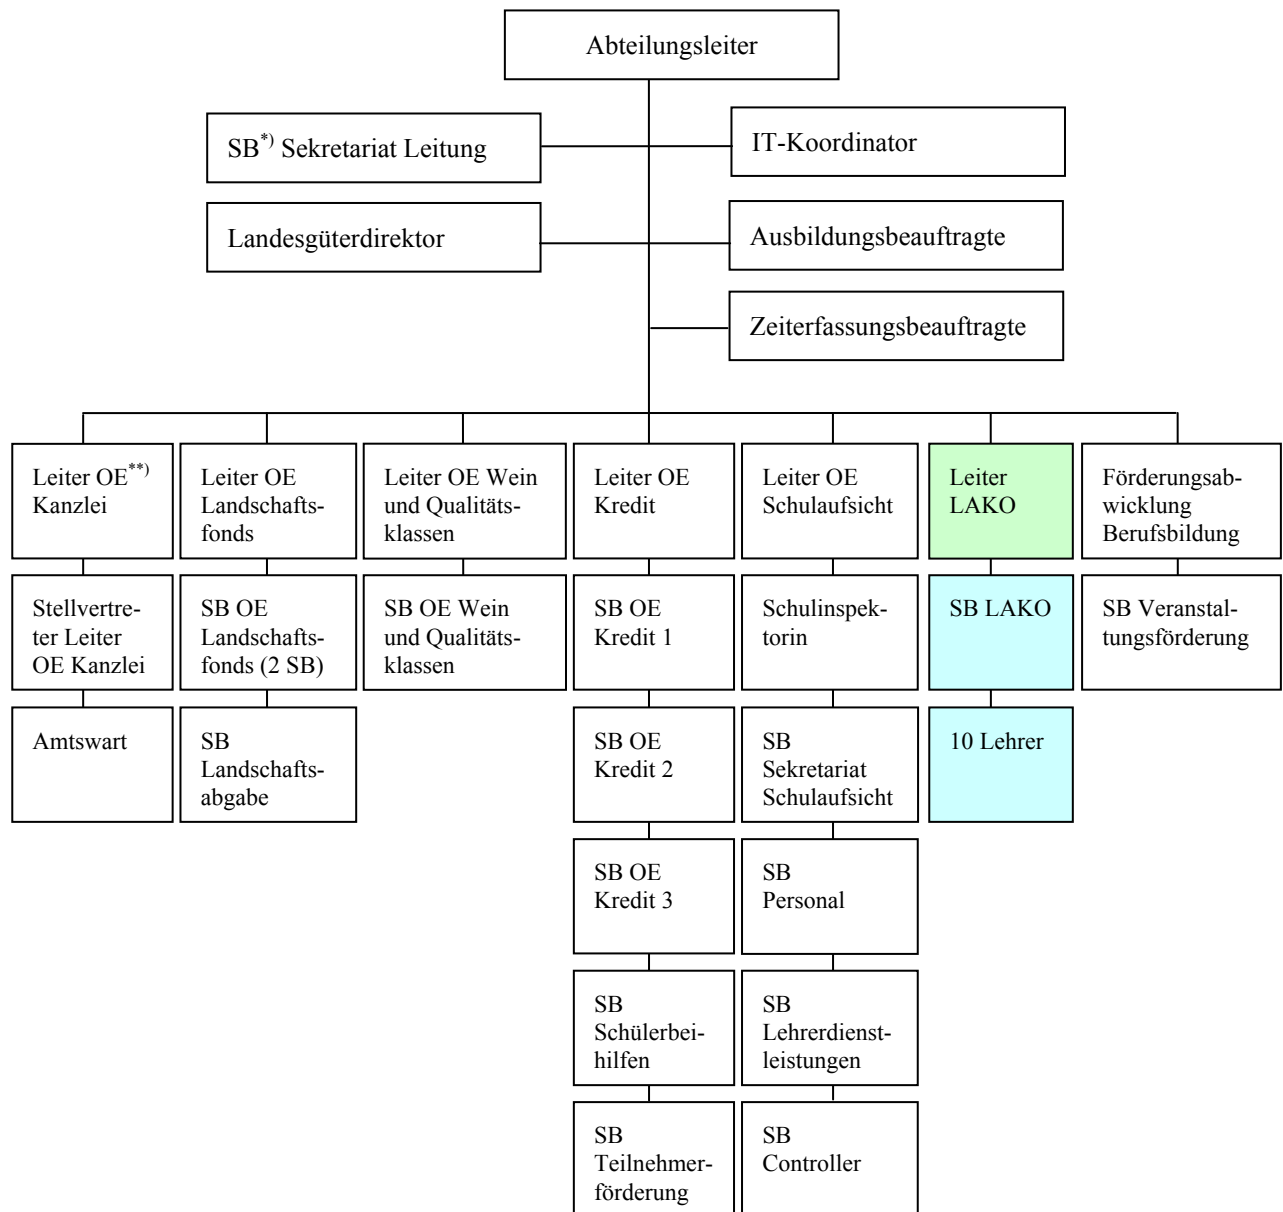 Abteilungsleiter
SB*) Sekretariat Leitung
IT-Koordinator
Landesgüterdirektor
Ausbildungsbeauftragte
Zeiterfassungsbeauftragte
Leiter OE**)
Kanzlei
Leiter OE
Landschafts-
fonds
Leiter OE Wein
und Qualitäts-
klassen
Leiter OE
Kredit
Leiter OE
Schulaufsicht
Leiter
LAKO
Förderungsab-
wicklung
Berufsbildung
Stellvertre-
ter Leiter
OE Kanzlei
SB OE
Landschafts-
fonds (2 SB)
SB OE Wein
und Qualitäts-
klassen
SB OE
Kredit 1
Schulinspek-
torin
SB LAKO
SB Veranstal-
tungsförderung
Amtswart
SB
Landschafts-
abgabe
SB OE
Kredit 2
SB
Sekretariat
Schulaufsicht
10 Lehrer
SB OE
Kredit 3
SB
Personal
SB
Schülerbei-
hilfen
SB
Lehrerdienst-
leistungen
SB
Teilnehmer-
förderung
SB
Controller